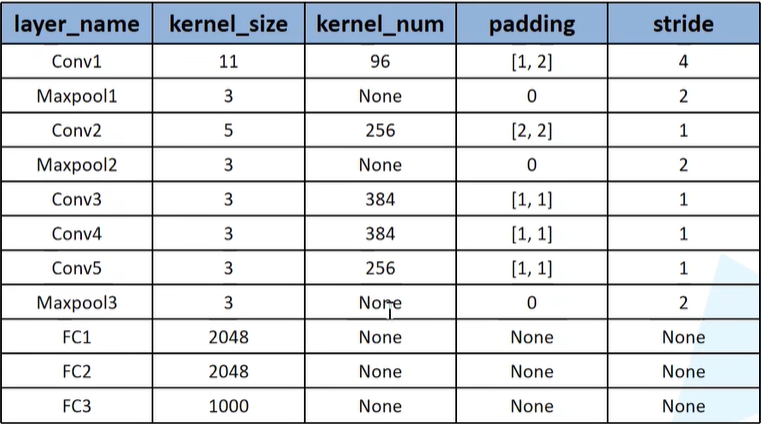 layer_name kernel_size kernel_num padding stride
Conv1 11 96 [1, 2] 4
Maxpool1 3 None 0 2
Conv2 5 256 [2, 2] 1
Maxpool2 3 None 0 2
Conv3 3 384 [1, 1] 1
Conv4 3 384 [1, 1] 1
Conv5 3 256 [1, 1] 1
Maxpool3 3 None 0 2
FC1 2048 None None None
FC2 2048 None None None
FC3 1000 None None None